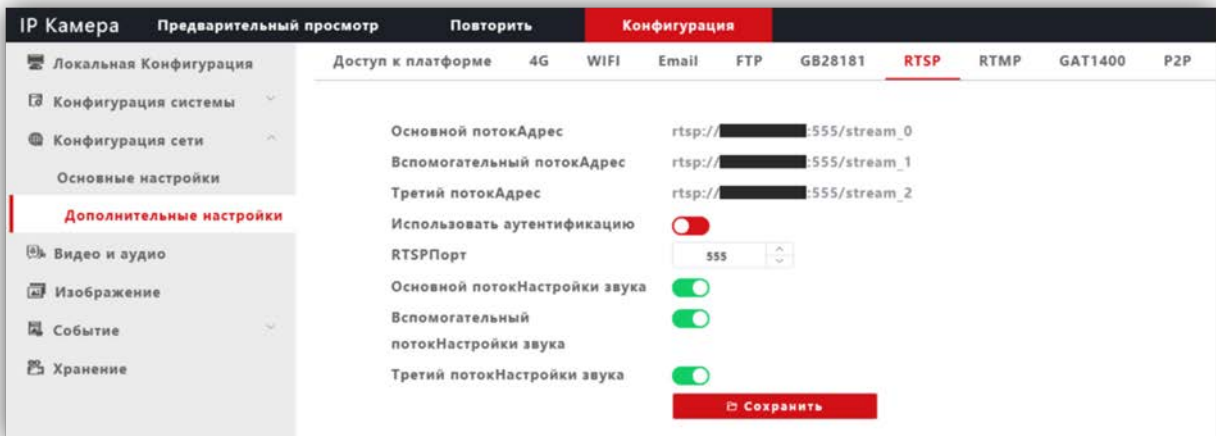 IP Камера Предварительный просмотр Повторить Конфигурация
Локальная Конфигурация
Конфигурация системы
Конфигурация сети
Основные настройки
Дополнительные настройки
Видео и аудио
Изображение
Событие
Хранение
Доступ к платформе 4G WIFI Email FTP GB28181 RTSP RTMP GAT1400 P2P
Основной потокАдрес rtsp:// :555/stream_0
Вспомогательный потокАдрес rtsp:// :555/stream_1
Третий потокАдрес rtsp:// :555/stream_2
Использовать аутентификацию
RTSPПорт 555
Основной потокНастройки звука
Вспомогательный
потокНастройки звука
Третий потокНастройки звука
Сохранить